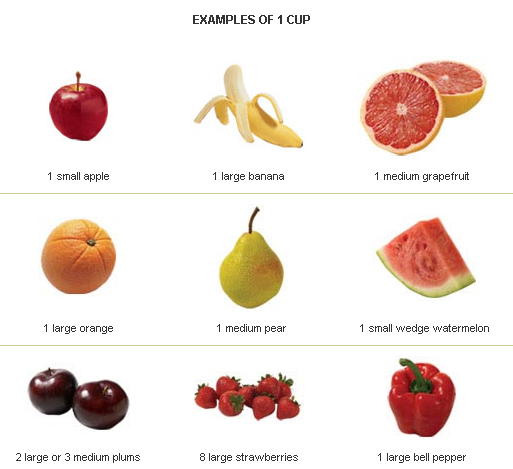 EXAMPLES OF 1 CUP
1 small apple
1 large banana
1 medium grapefruit
1 large orange
1 medium pear
1 small wedge watermelon
2 large or 3 medium plums
8 large strawberries
1 large bell pepper